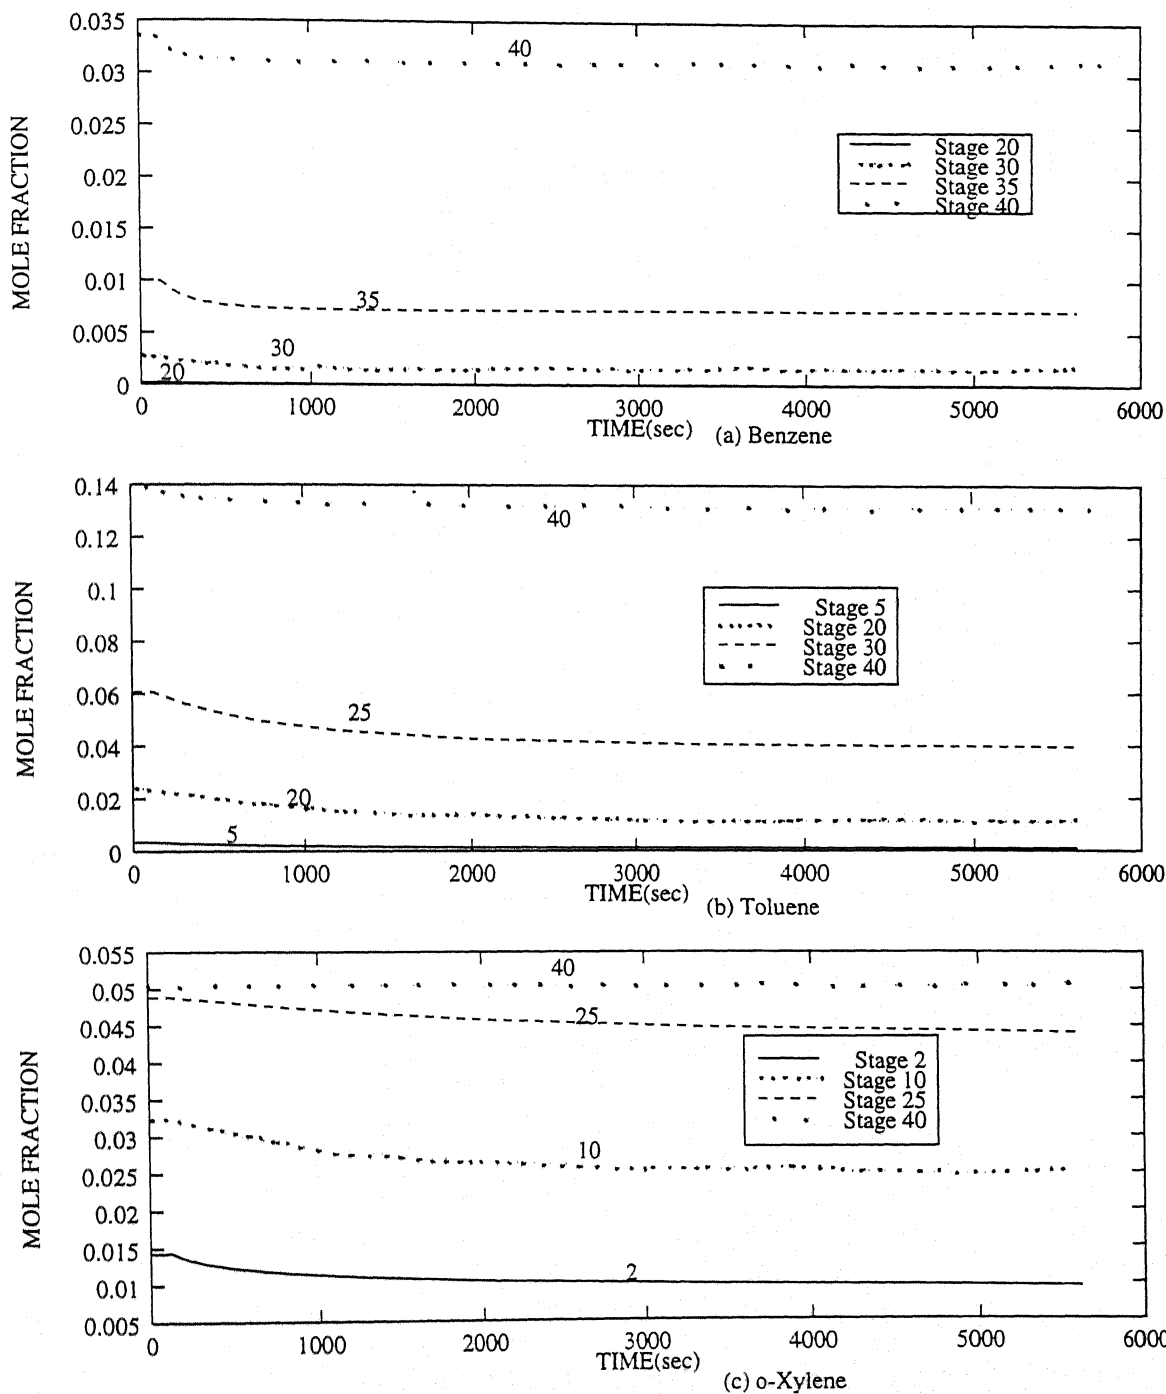 0.035
0.03
0.025
0.02
0.015
0.01
0.005
0
MOLE FRACTION
40
35
30
20
Stage 20
Stage 30
Stage 35
Stage 40
0 1000 2000 3000 4000 5000 6000
TIME(sec) (a) Benzene
0.14
0.12
0.1
0.08
0.06
0.04
0.02
0
MOLE FRACTION
40
25
20
5
Stage 5
Stage 20
Stage 30
Stage 40
0 1000 2000 3000 4000 5000 6000
TIME(sec) (b) Toluene
0.055
0.05
0.045
0.04
0.035
0.03
0.025
0.02
0.015
0.01
0.005
MOLE FRACTION
40
25
10
2
Stage 2
Stage 10
Stage 25
Stage 40
0 1000 2000 3000 4000 5000 6000
TIME(sec)
(c) o-Xylene